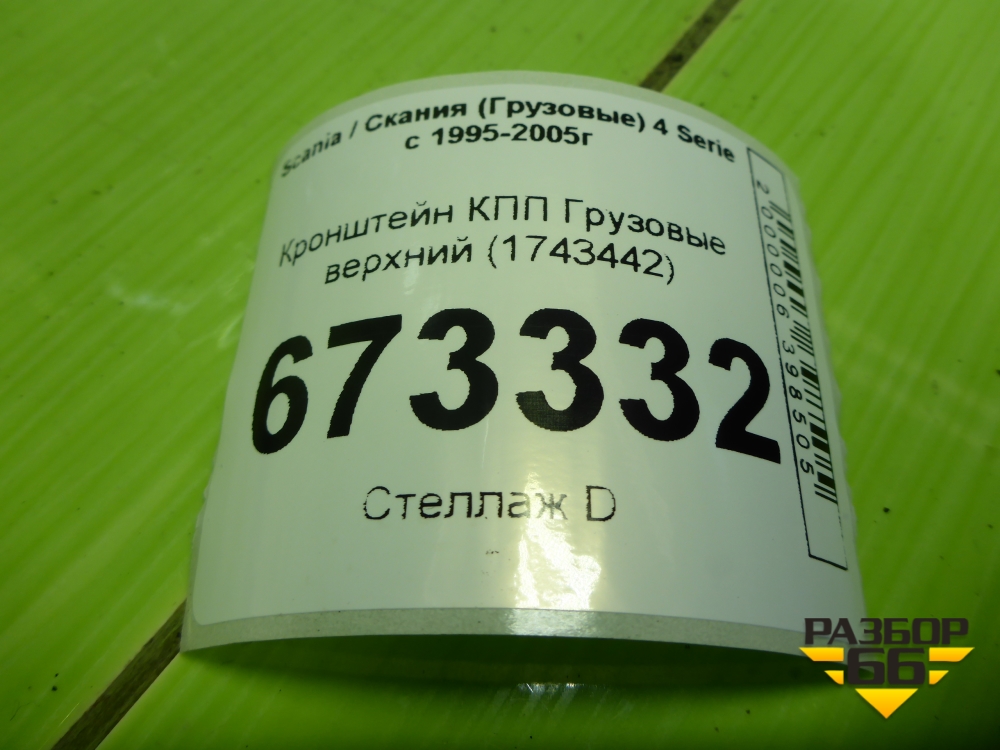 Scania / Скания (Грузовые) 4 Serie
с 1995-2005г
Кронштейн КПП Грузовые
верхний (1743442)
673332
Стеллаж D
2000006398505
РАЗБОР
66